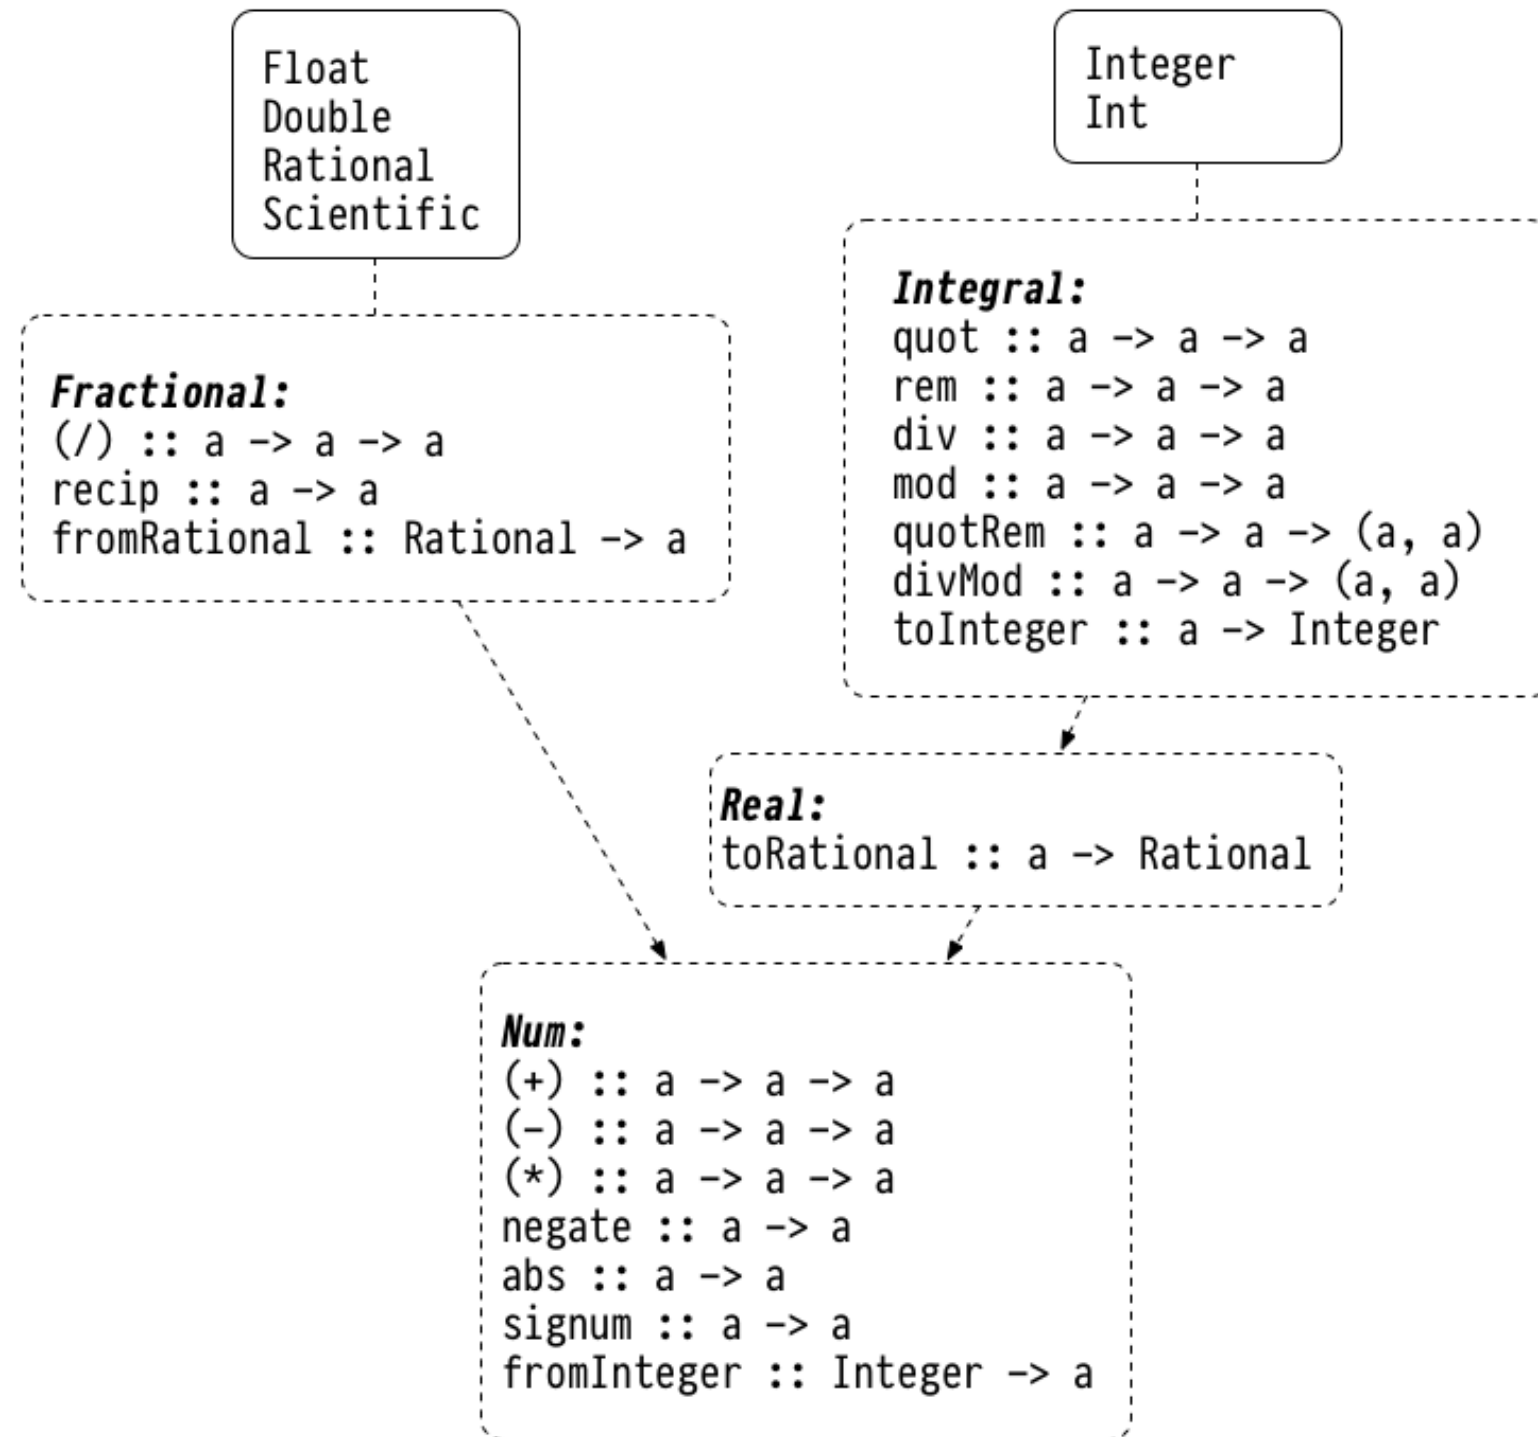 Float
Double
Rational
Scientific
Integer
Int
Fractional:
(/) :: a -> a -> a
recip :: a -> a
fromRational :: Rational -> a
Integral:
quot :: a -> a -> a
rem :: a -> a -> a
div :: a -> a -> a
mod :: a -> a -> a
quotRem :: a -> a -> (a, a)
divMod :: a -> a -> (a, a)
toInteger :: a -> Integer
Real:
toRational :: a -> Rational
Num:
(+) :: a -> a -> a
(-) :: a -> a -> a
(*) :: a -> a -> a
negate :: a -> a
abs :: a -> a
signum :: a -> a
fromInteger :: Integer -> a